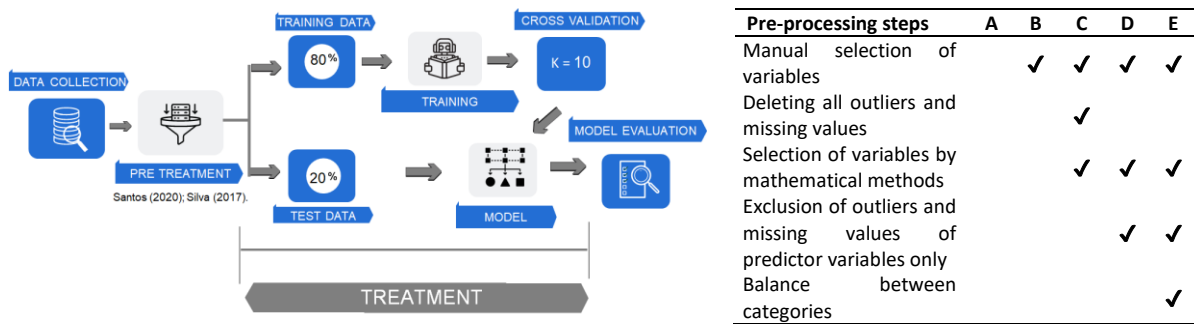 TRAINING DATA
80%
CROSS VALIDATION
K = 10
TRAINING
DATA COLLECTION
PRE TREATMENT
Santos (2020); Silva (2017).
20%
TEST DATA
MODEL
MODEL EVALUATION
TREATMENT
Pre-processing steps A B C D E
Manual selection of
variables ✔ ✔ ✔ ✔
Deleting all outliers and
missing values ✔
Selection of variables by
mathematical methods ✔ ✔ ✔
Exclusion of outliers and
missing values of
predictor variables only ✔ ✔
Balance between
categories ✔